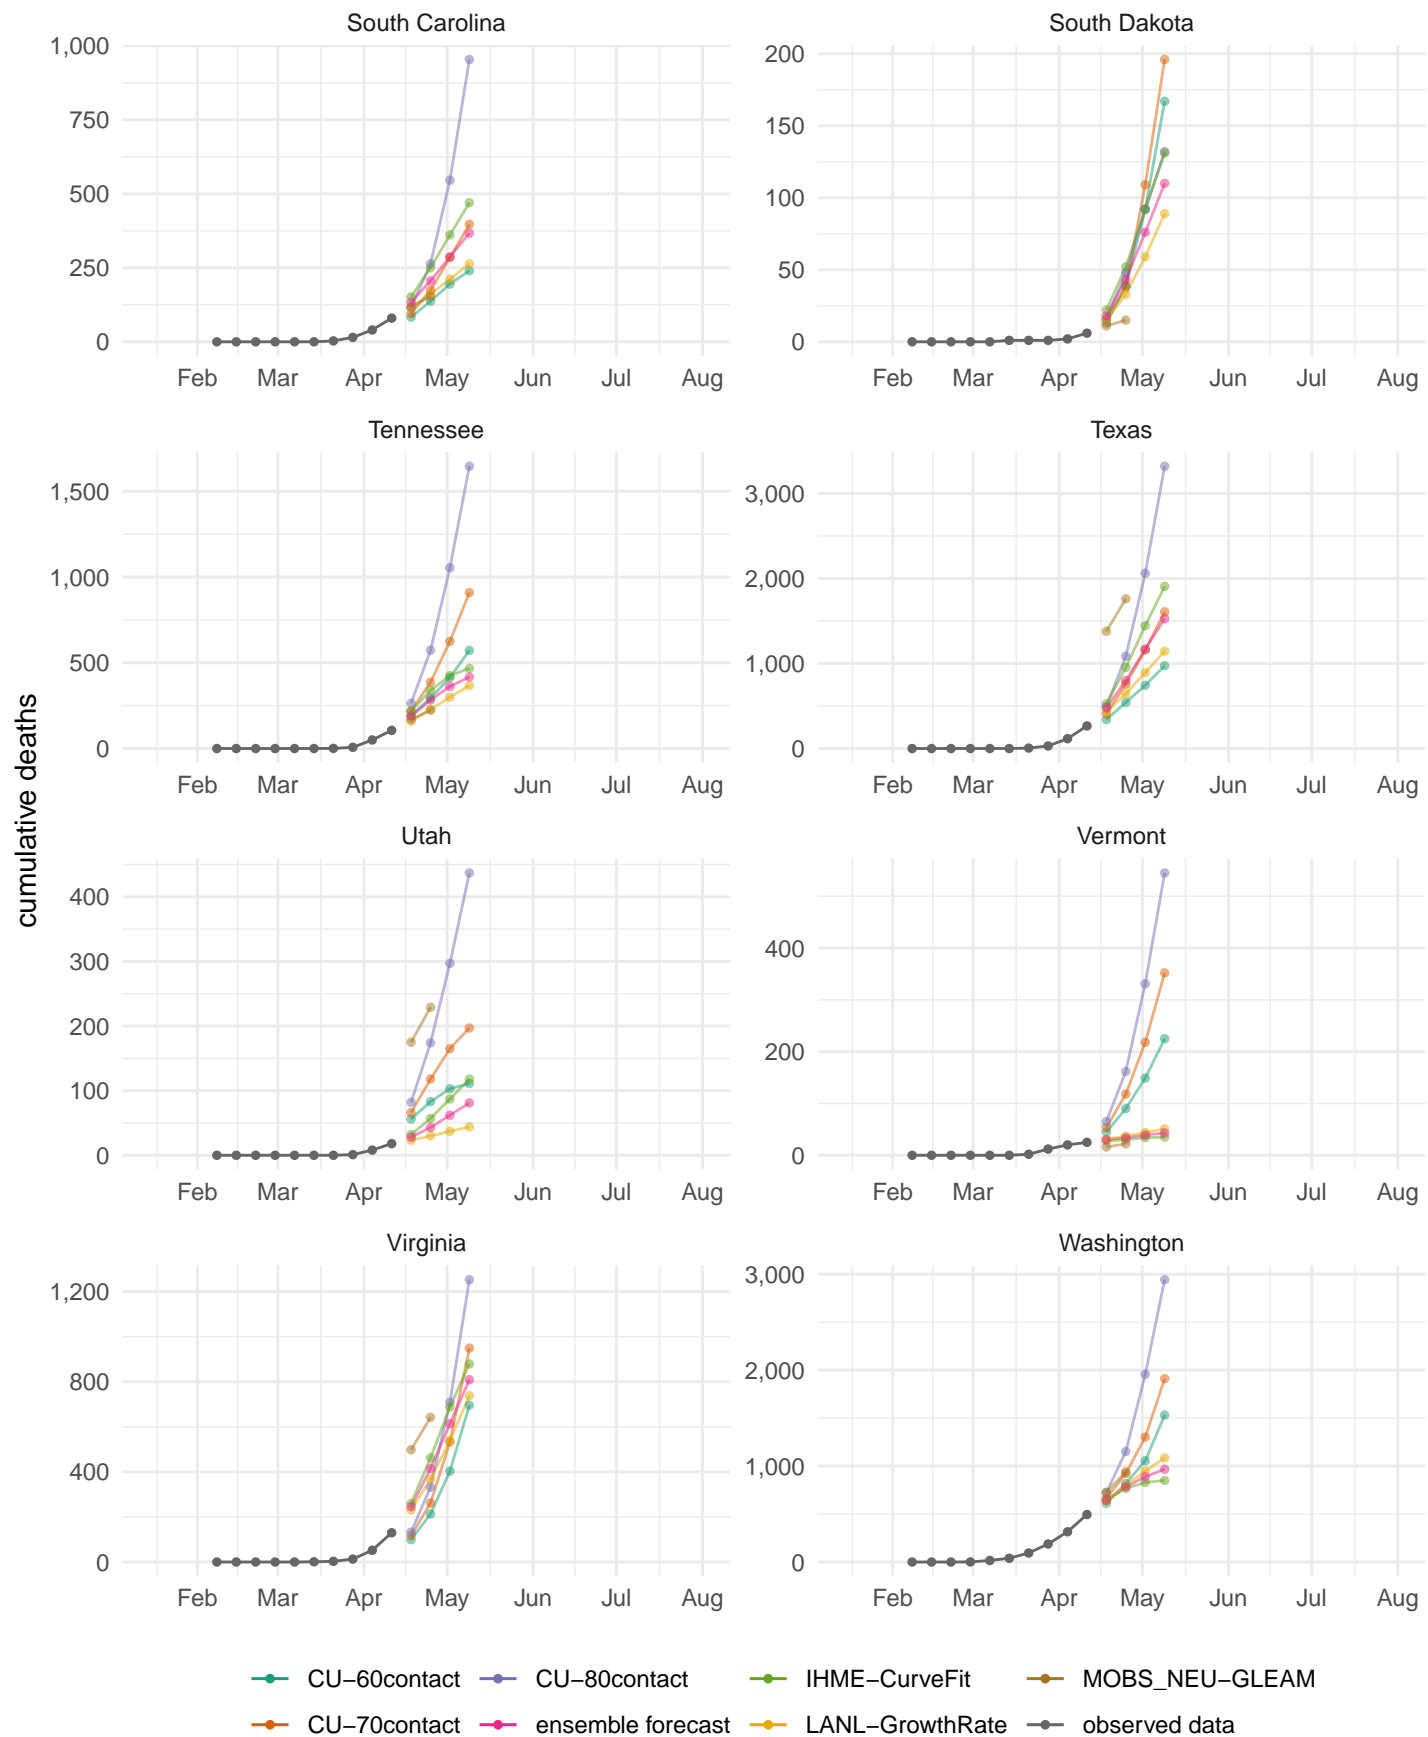 South Carolina
South Dakota
1,000
750
500
250
0
Feb Mar Apr May Jun Jul Aug
200
150
100
50
0
Feb Mar Apr May Jun Jul Aug
Tennessee
Texas
1,500
1,000
500
0
Feb Mar Apr May Jun Jul Aug
3,000
2,000
1,000
0
Feb Mar Apr May Jun Jul Aug
cumulative deaths
Utah
Vermont
400
300
200
100
0
Feb Mar Apr May Jun Jul Aug
400
200
0
Feb Mar Apr May Jun Jul Aug
Virginia
Washington
1,200
800
400
0
Feb Mar Apr May Jun Jul Aug
3,000
2,000
1,000
0
Feb Mar Apr May Jun Jul Aug
CU−60contact CU−80contact IHME−CurveFit MOBS_NEU−GLEAM
CU−70contact ensemble forecast LANL−GrowthRate observed data